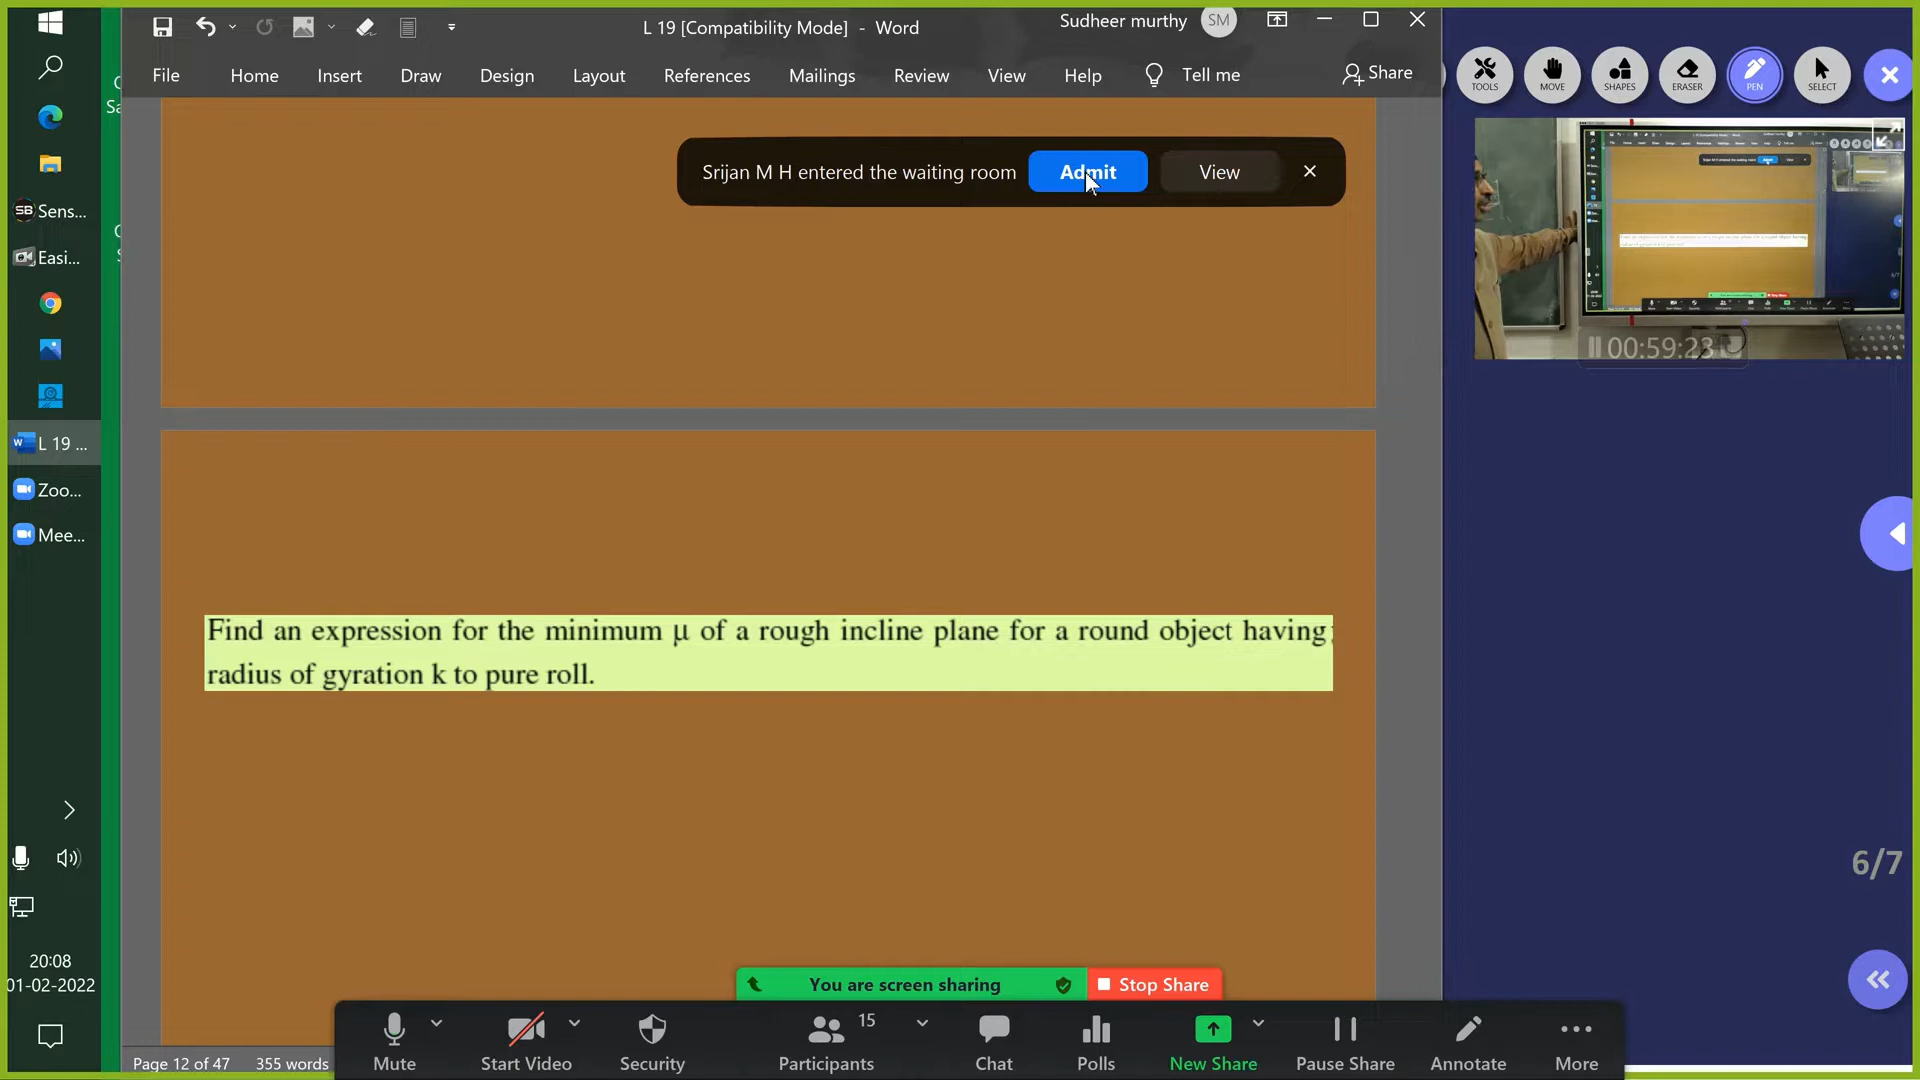 L 19 [Compatibility Mode] - Word
Sudheer murthy
SM
File
Home
Insert
Draw
Design
Layout
References
Mailings
Review
View
Help
Tell me
Share
TOOLS
MOVE
SHAPES
ERASER
PEN
SELECT
Srijan M H entered the waiting room
Admit
View
00:59:23
SB
Sens...
Easi...
L 19 ...
Zoo...
Mee...
Find an expression for the minimum μ of a rough incline plane for a round object having
radius of gyration k to pure roll.
6/7
20:08
01-02-2022
You are screen sharing
Stop Share
Page 12 of 47
355 words
Mute
Start Video
Security
Participants
15
Chat
Polls
New Share
Pause Share
Annotate
More